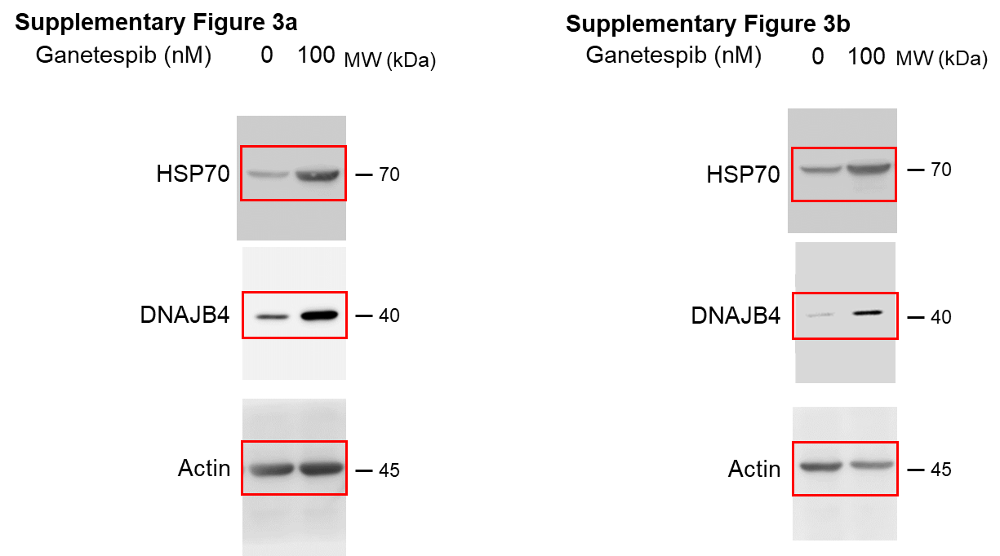 Supplementary Figure 3a
Ganetespib (nM) 0 100 MW (kDa)
HSP70 70
DNAJB4 40
Actin 45
Supplementary Figure 3b
Ganetespib (nM) 0 100 MW (kDa)
HSP70 70
DNAJB4 40
Actin 45